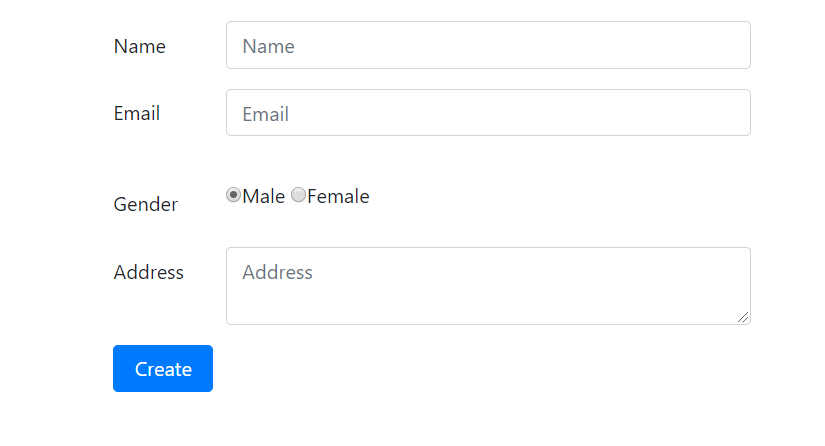 Name Name
Email Email
Gender Male Female
Address Address
Create